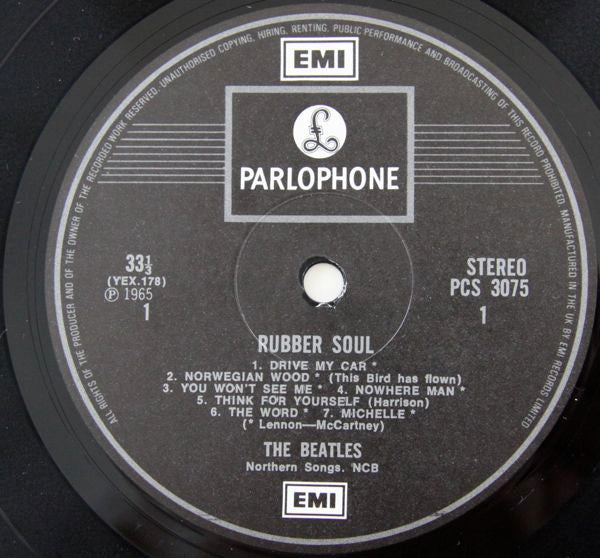 ALL RIGHTS OF THE PRODUCER AND OF THE OWNER OF THE RECORDED WORK RESERVED. UNAUTHORISED COPYING, HIRING, RENTING, PUBLIC PERFORMANCE AND BROADCASTING OF THIS RECORD PROHIBITED. MANUFACTURED IN THE UK BY EMI RECORDS LIMITED
EMI
£
PARLOPHONE
33⅓
(YEX.178)
℗ 1965
1
STEREO
PCS 3075
1
RUBBER SOUL
1. DRIVE MY CAR *
2. NORWEGIAN WOOD * (This Bird has flown)
3. YOU WON'T SEE ME * 4. NOWHERE MAN *
5. THINK FOR YOURSELF (Harrison)
6. THE WORD * 7. MICHELLE *
(* Lennon—McCartney)
THE BEATLES
Northern Songs. NCB
EMI